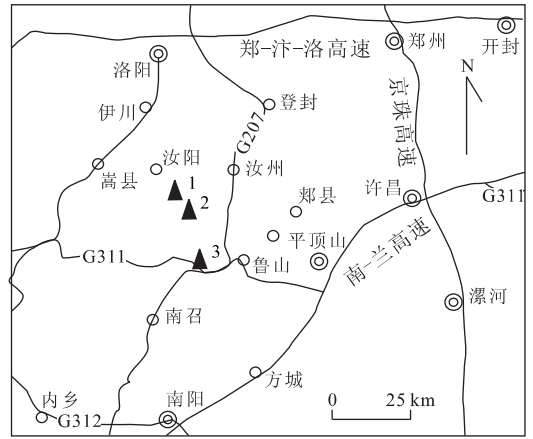 郑-汴-洛高速
郑州
开封
洛阳
N
京珠高速
伊川
登封
G207
汝阳
汝州
嵩县
1
2
郏县
许昌
G311
3
平顶山
南-兰高速
G311
鲁山
漯河
南召
方城
内乡
南阳
0
25 km
G312